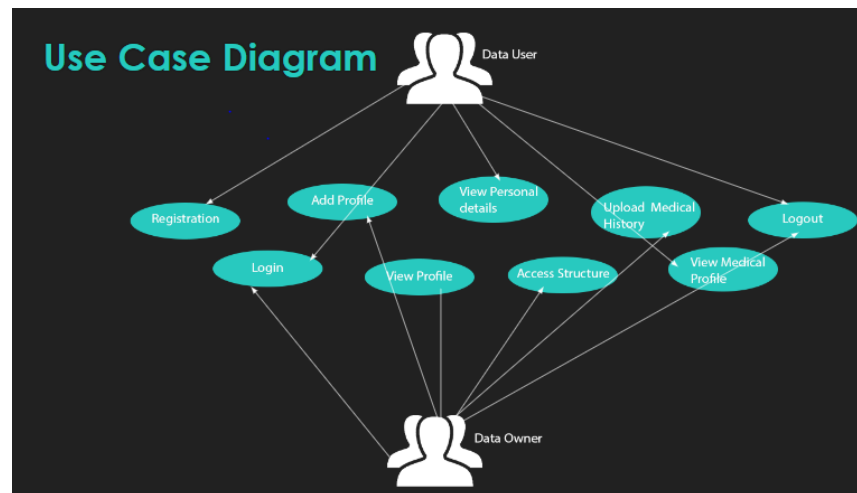 Use Case Diagram
Data User
Registration
Add Profile
View Personal
details
Upload Medical
History
Logout
Login
View Profile
Access Structure
View Medical
Profile
Data Owner